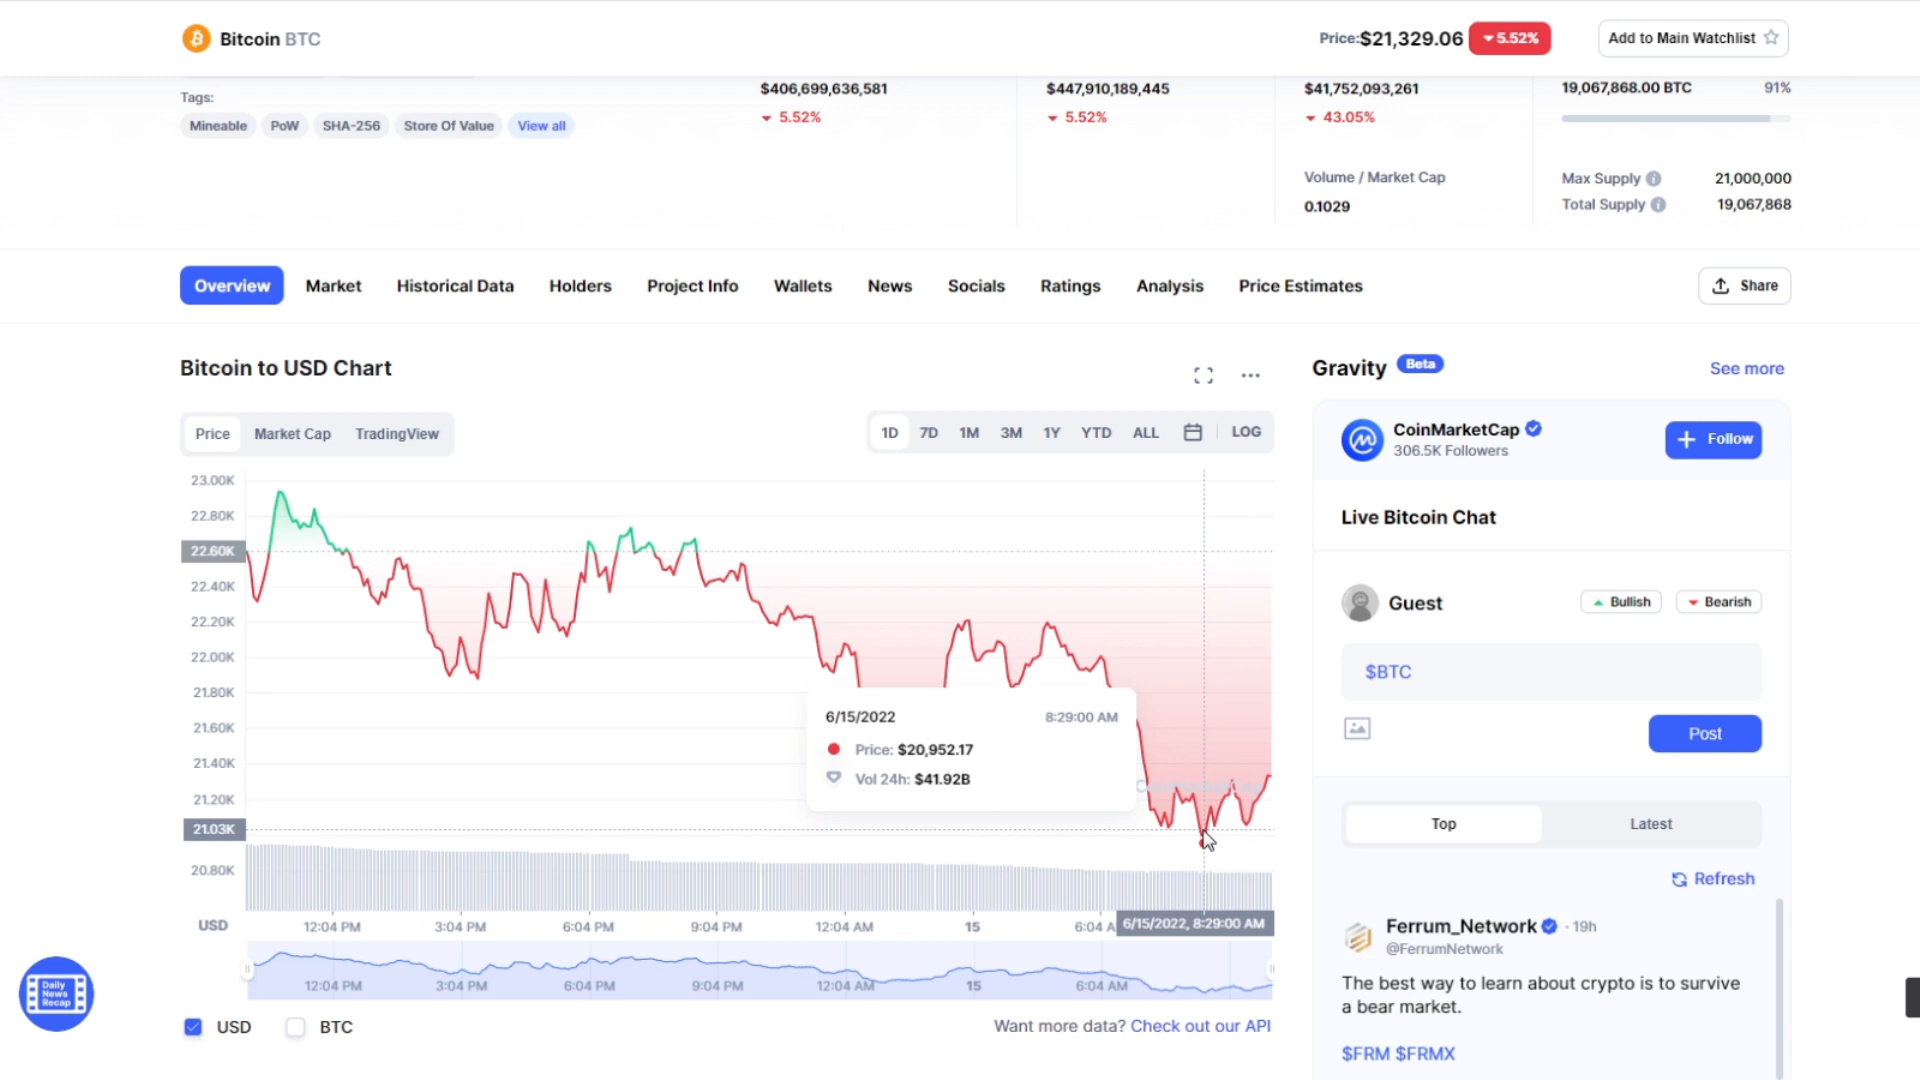 Bitcoin BTC
Price:$21,329.06 5.52% Add to Main Watchlist
$406,699,636,581 $447,910,189,445 $41,752,093,261 19,067,868.00 BTC 91%
Tags:
5.52% 5.52% 43.05%
Mineable PoW SHA-256 Store Of Value View all
Volume / Market Cap Max Supply 21,000,000
0.1029 Total Supply 19,067,868
Overview Market Historical Data Holders Project Info Wallets News Socials Ratings Analysis Price Estimates Share
Bitcoin to USD Chart
Price Market Cap TradingView 1D 7D 1M 3M 1Y YTD ALL LOG
23.00K
22.80K
22.60K
22.40K
22.20K
22.00K
21.80K
21.60K
21.40K
21.20K
21.03K
20.80K
6/15/2022 8:29:00 AM
Price: $20,952.17
Vol 24h: $41.92B
USD 12:04 PM 3:04 PM 6:04 PM 9:04 PM 12:04 AM 15 6:04 A 6/15/2022, 8:29:00 AM
12:04 PM 3:04 PM 6:04 PM 9:04 PM 12:04 AM 15 6:04 AM
USD BTC Want more data? Check out our API
Daily
News
Recap
Gravity Beta See more
CoinMarketCap
306.5K Followers
Follow
Live Bitcoin Chat
Guest Bullish Bearish
$BTC
Post
Top Latest
Refresh
Ferrum_Network · 19h
@FerrumNetwork
The best way to learn about crypto is to survive
a bear market.
$FRM $FRMX